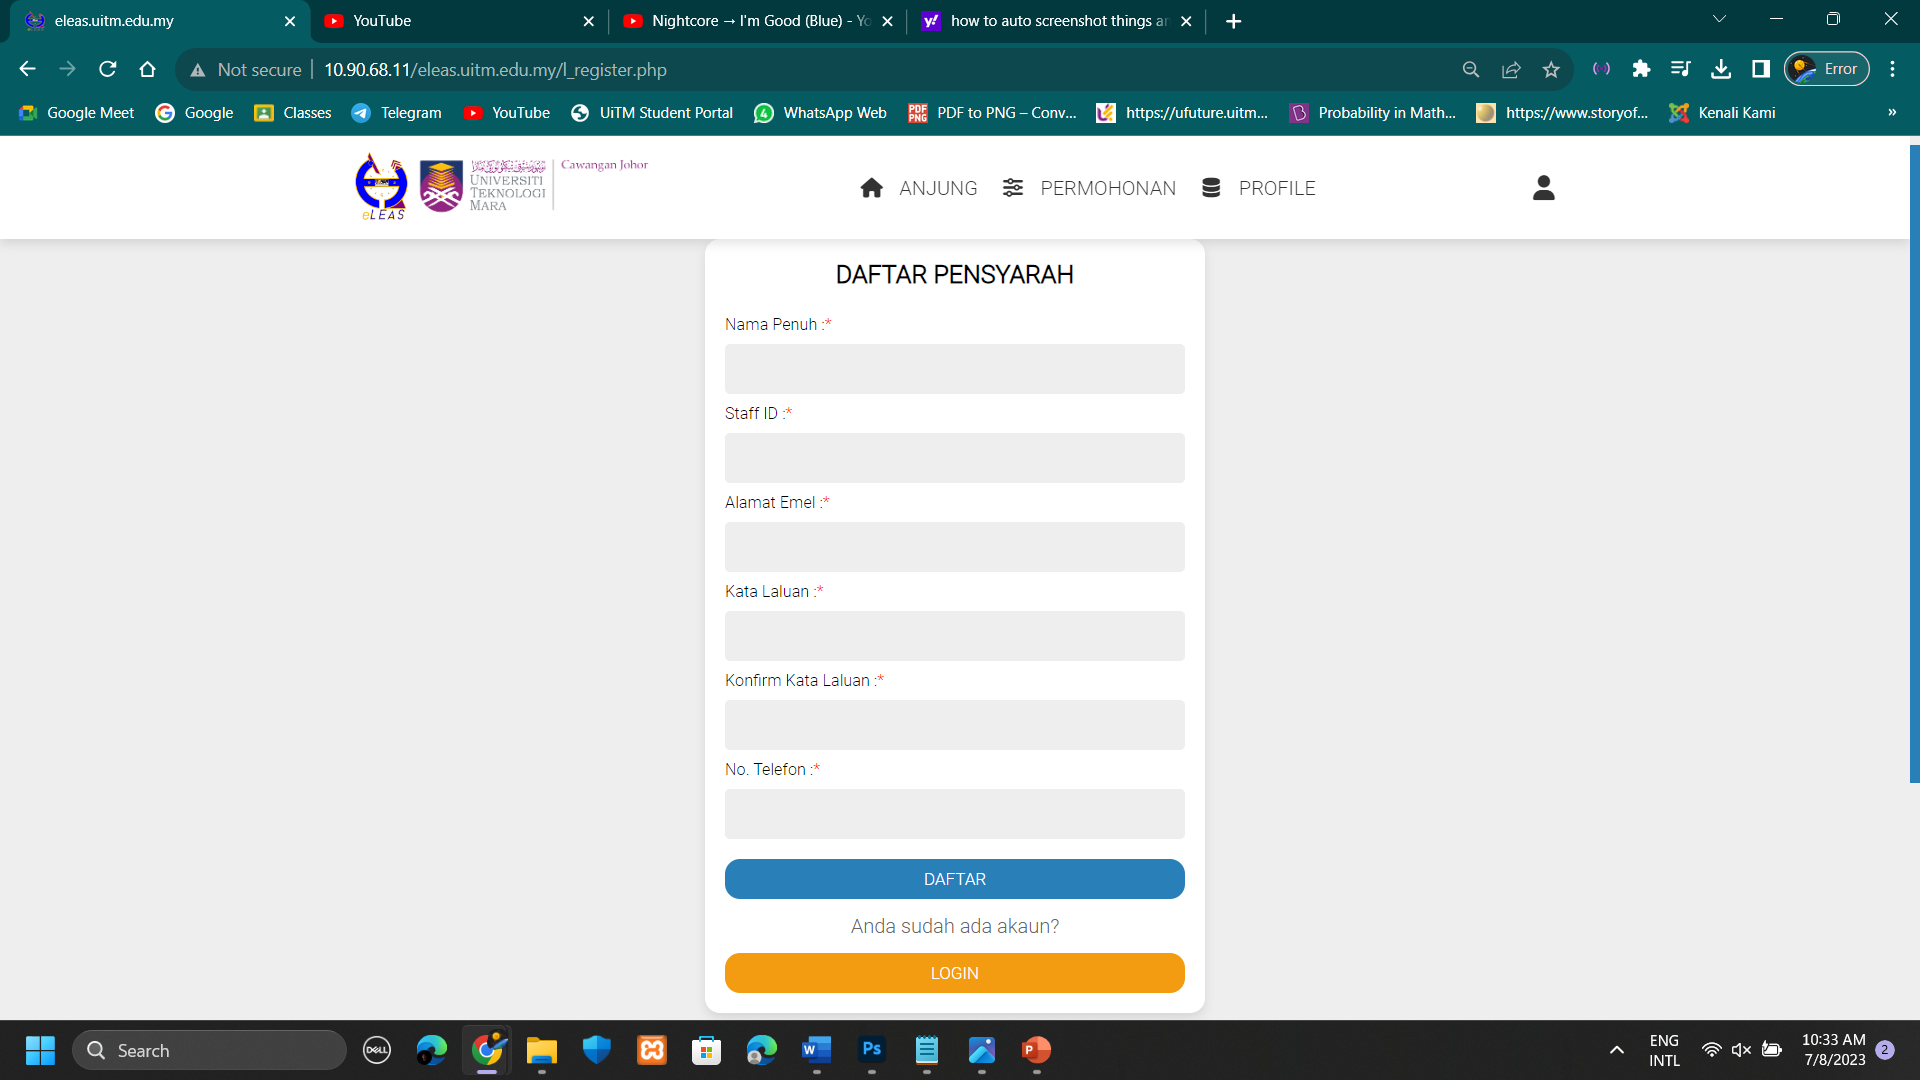 eleas.uitm.edu.my
YouTube
Nightcore → I'm Good (Blue) - Yo
how to auto screenshot things an
Not secure
10.90.68.11/eleas.uitm.edu.my/l_register.php
Error
Google Meet
Google
Classes
Telegram
YouTube
UiTM Student Portal
WhatsApp Web
PDF to PNG – Conv...
https://ufuture.uitm...
Probability in Math...
https://www.storyof...
Kenali Kami
»
eLEAS
UNIVERSITI
TEKNOLOGI
MARA
Cawangan Johor
ANJUNG
PERMOHONAN
PROFILE
DAFTAR PENSYARAH
Nama Penuh :*
Staff ID :*
Alamat Emel :*
Kata Laluan :*
Konfirm Kata Laluan :*
No. Telefon :*
DAFTAR
Anda sudah ada akaun?
LOGIN
Search
DELL
W
Ps
P
ENG
INTL
10:33 AM
7/8/2023
2